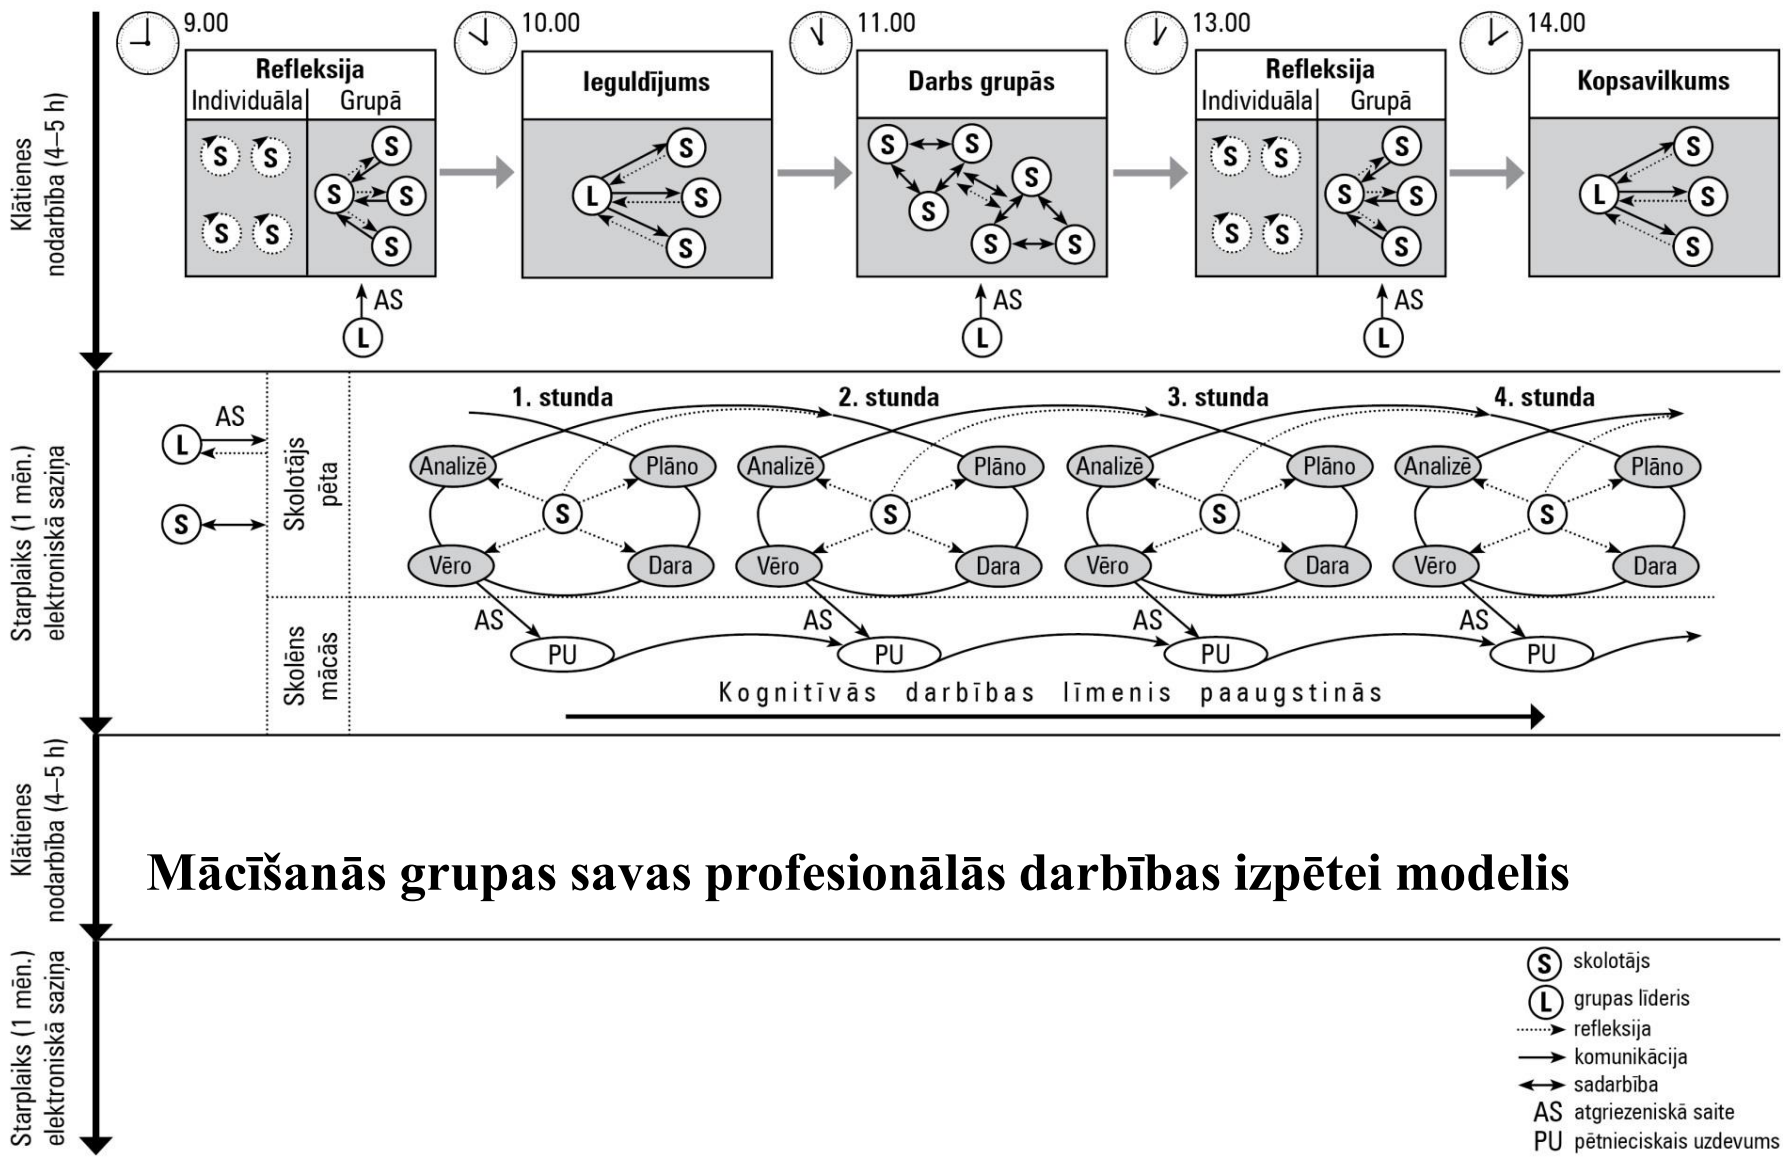 9.00
10.00
11.00
13.00
14.00
Klātienes
nodarbība (4–5 h)
Refleksija
Individuāla
Grupā
S
S
S
S
S
S
S
S
AS
L
Ieguldījums
L
S
S
S
Darbs grupās
S
S
S
S
S
S
AS
L
Refleksija
Individuāla
Grupā
S
S
S
S
S
S
S
S
AS
L
Kopsavilkums
L
S
S
S
Starplaiks (1 mēn.)
elektroniskā saziņa
AS
L
S
Skolotājs
pēta
1. stunda
2. stunda
3. stunda
4. stunda
Analizē
Plāno
S
Vēro
Dara
Analizē
Plāno
S
Vēro
Dara
Analizē
Plāno
S
Vēro
Dara
Analizē
Plāno
S
Vēro
Dara
Skolēns
mācās
AS
PU
AS
PU
AS
PU
AS
PU
Kognitīvās darbības līmenis paaugstinās
Klātienes
nodarbība (4–5 h)
Mācīšanās grupas savas profesionālās darbības izpētei modelis
Starplaiks (1 mēn.)
elektroniskā saziņa
S skolotājs
L grupas līderis
refleksija
komunikācija
sadarbība
AS atgriezeniskā saite
PU pētnieciskais uzdevums